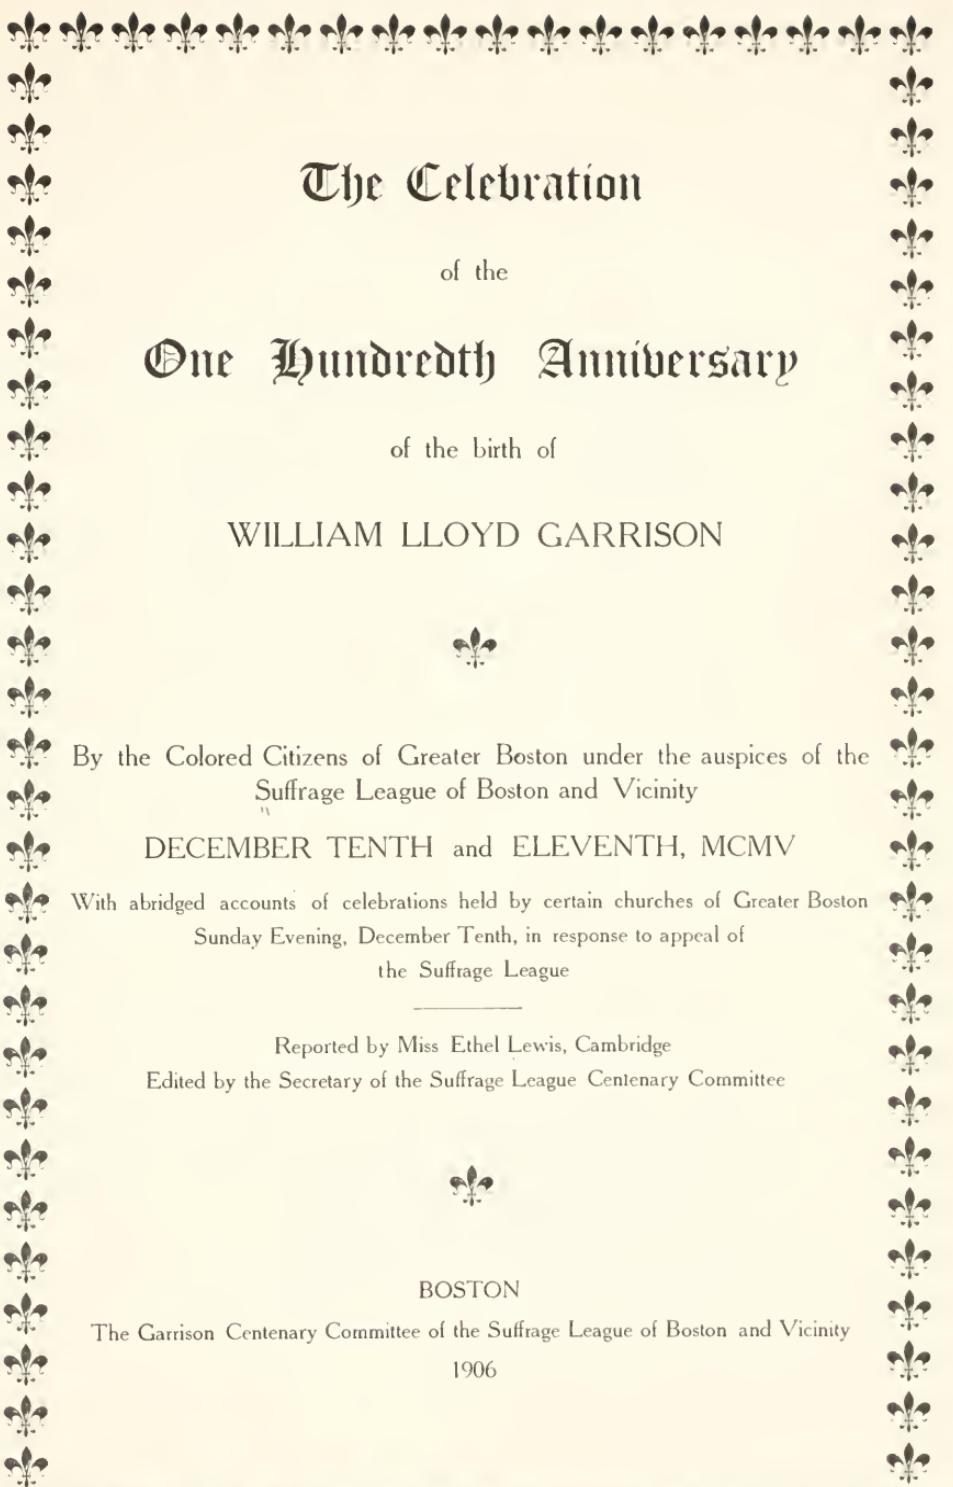 The Celebration
of the
One Hundredth Anniversary
of the birth of
WILLIAM LLOYD GARRISON
By the Colored Citizens of Greater Boston under the auspices of the
Suffrage League of Boston and Vicinity
DECEMBER TENTH and ELEVENTH, MCMV
With abridged accounts of celebrations held by certain churches of Greater Boston
Sunday Evening, December Tenth, in response to appeal of
the Suffrage League
Reported by Miss Ethel Lewis, Cambridge
Edited by the Secretary of the Suffrage League Centenary Committee
BOSTON
The Garrison Centenary Committee of the Suffrage League of Boston and Vicinity
1906